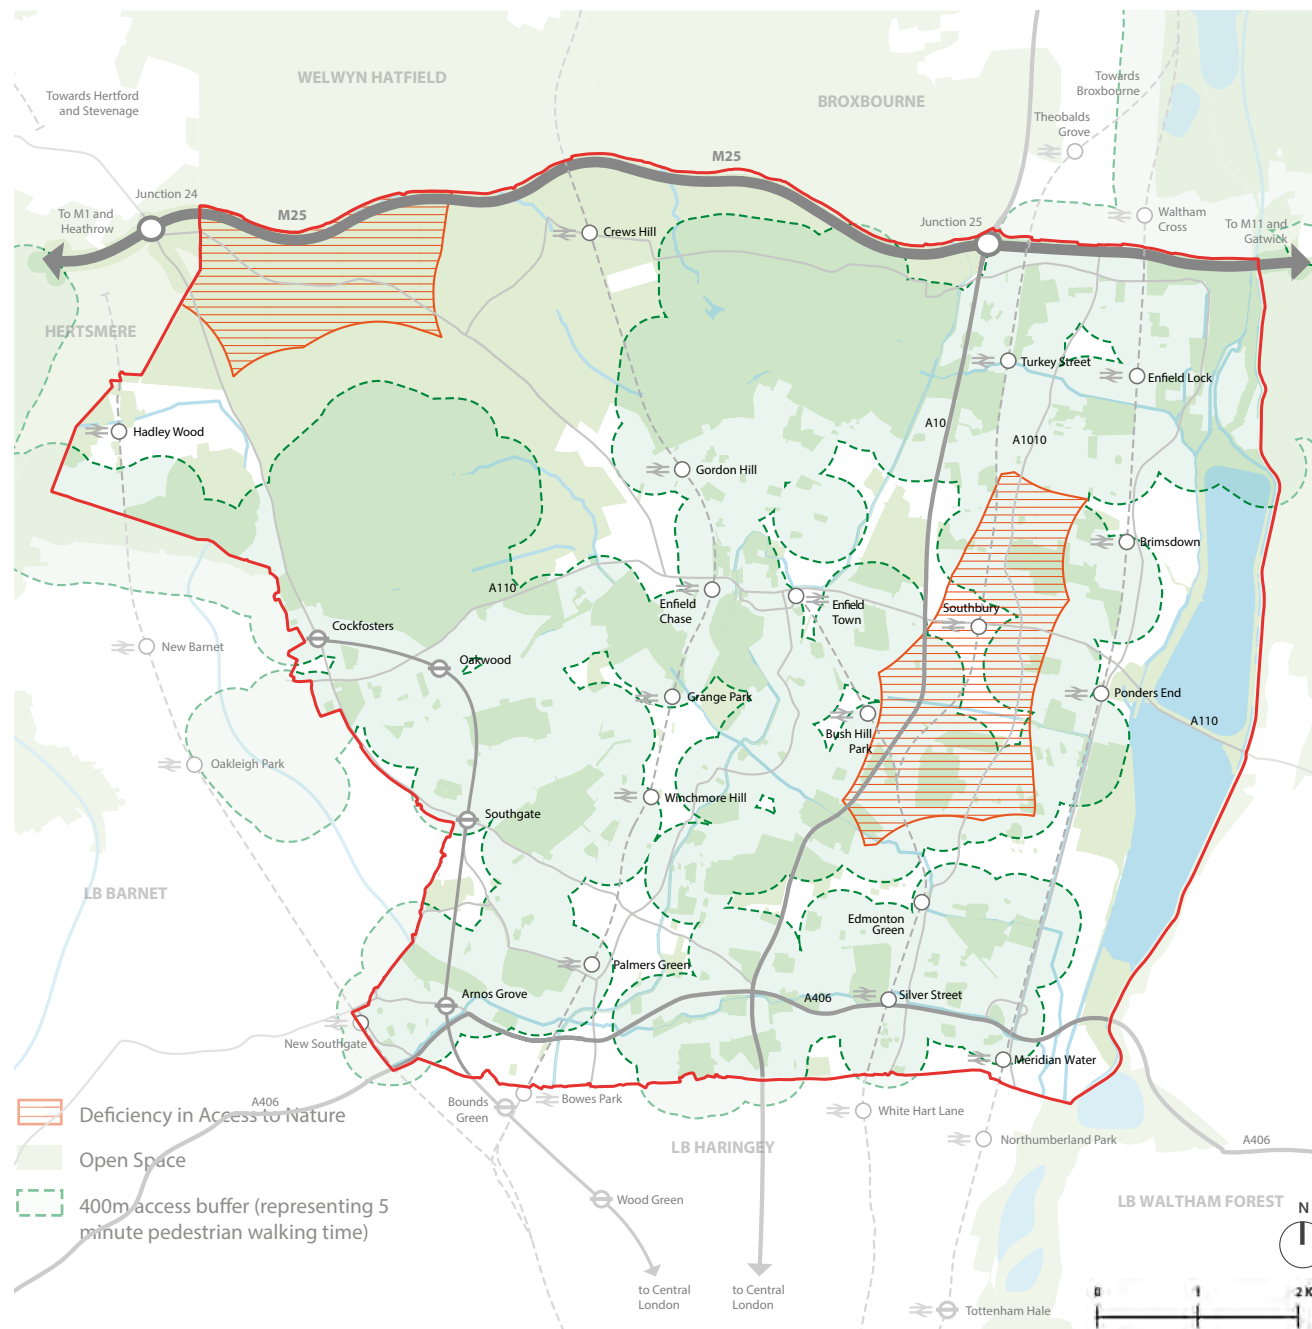 WELWYN HATFIELD
Towards Hertford
and Stevenage
BROXBOURNE
Towards
Broxbourne
Theobalds
Grove
M25
Junction 24
To M1 and
Heathrow
M25
Crews Hill
Junction 25
Waltham
Cross
To M11 and
Gatwick
HERTSMERE
Turkey Street
Enfield Lock
Hadley Wood
A10
A1010
Gordon Hill
Brimsdown
A110
Enfield
Chase
Enfield
Town
Southbury
Cockfosters
New Barnet
Oakwood
Grange Park
Ponders End
A110
Bush Hill
Park
Oakleigh Park
Winchmore Hill
Southgate
LB BARNET
Edmonton
Green
Palmers Green
Arnos Grove
A406
Silver Street
New Southgate
Meridian Water
A406
Bounds
Green
Bowes Park
White Hart Lane
Northumberland Park
A406
LB HARINGEY
Deficiency in Access to Nature
Open Space
400m access buffer (representing 5
minute pedestrian walking time)
Wood Green
LB WALTHAM FOREST
N
to Central
London
to Central
London
Tottenham Hale
0 1 2 K